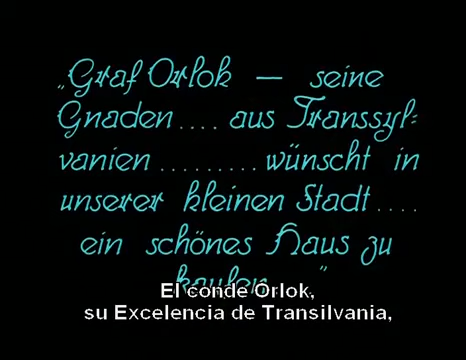 „Graf Orlok — seine
Gnaden .... aus Transsyl=
vanien ......... wünscht in
unserer kleinen Stadt ....
ein schönes Haus zu
El conde Orlok,
su Excelencia de Transilvania,